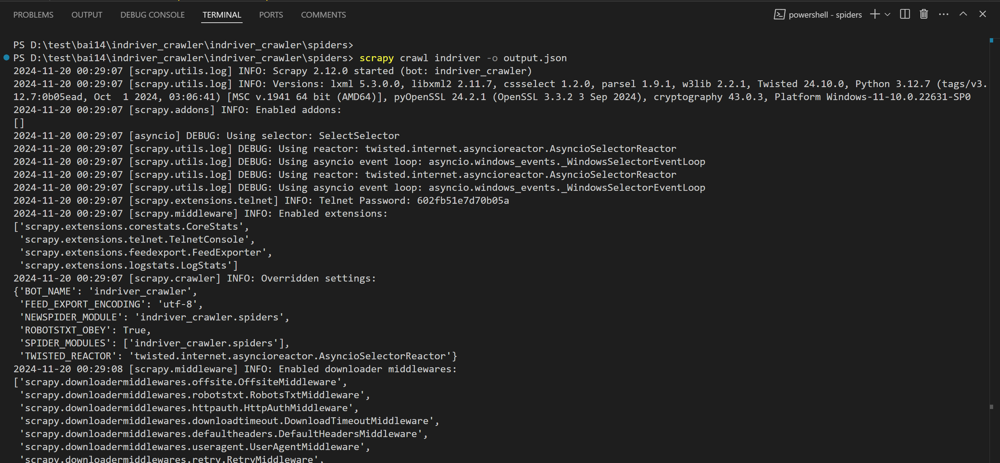 PROBLEMS OUTPUT DEBUG CONSOLE TERMINAL PORTS COMMENTS powershell - spiders
PS D:\test\bai14\indriver_crawler\indriver_crawler\spiders>
PS D:\test\bai14\indriver_crawler\indriver_crawler\spiders> scrapy crawl indriver -o output.json
2024-11-20 00:29:07 [scrapy.utils.log] INFO: Scrapy 2.12.0 started (bot: indriver_crawler)
2024-11-20 00:29:07 [scrapy.utils.log] INFO: Versions: lxml 5.3.0.0, libxml2 2.11.7, cssselect 1.2.0, parsel 1.9.1, w3lib 2.2.1, Twisted 24.10.0, Python 3.12.7 (tags/v3.
12.7:0b05ead, Oct  1 2024, 03:06:41) [MSC v.1941 64 bit (AMD64)], pyOpenSSL 24.2.1 (OpenSSL 3.3.2 3 Sep 2024), cryptography 43.0.3, Platform Windows-11-10.0.22631-SP0
2024-11-20 00:29:07 [scrapy.addons] INFO: Enabled addons:
[]
2024-11-20 00:29:07 [asyncio] DEBUG: Using selector: SelectSelector
2024-11-20 00:29:07 [scrapy.utils.log] DEBUG: Using reactor: twisted.internet.asyncioreactor.AsyncioSelectorReactor
2024-11-20 00:29:07 [scrapy.utils.log] DEBUG: Using asyncio event loop: asyncio.windows_events._WindowsSelectorEventLoop
2024-11-20 00:29:07 [scrapy.utils.log] DEBUG: Using reactor: twisted.internet.asyncioreactor.AsyncioSelectorReactor
2024-11-20 00:29:07 [scrapy.utils.log] DEBUG: Using asyncio event loop: asyncio.windows_events._WindowsSelectorEventLoop
2024-11-20 00:29:07 [scrapy.extensions.telnet] INFO: Telnet Password: 602fb51e7d70b05a
2024-11-20 00:29:07 [scrapy.middleware] INFO: Enabled extensions:
['scrapy.extensions.corestats.CoreStats',
 'scrapy.extensions.telnet.TelnetConsole',
 'scrapy.extensions.feedexport.FeedExporter',
 'scrapy.extensions.logstats.LogStats']
2024-11-20 00:29:07 [scrapy.crawler] INFO: Overridden settings:
{'BOT_NAME': 'indriver_crawler',
 'FEED_EXPORT_ENCODING': 'utf-8',
 'NEWSPIDER_MODULE': 'indriver_crawler.spiders',
 'ROBOTSTXT_OBEY': True,
 'SPIDER_MODULES': ['indriver_crawler.spiders'],
 'TWISTED_REACTOR': 'twisted.internet.asyncioreactor.AsyncioSelectorReactor'}
2024-11-20 00:29:08 [scrapy.middleware] INFO: Enabled downloader middlewares:
['scrapy.downloadermiddlewares.offsite.OffsiteMiddleware',
 'scrapy.downloadermiddlewares.robotstxt.RobotsTxtMiddleware',
 'scrapy.downloadermiddlewares.httpauth.HttpAuthMiddleware',
 'scrapy.downloadermiddlewares.downloadtimeout.DownloadTimeoutMiddleware',
 'scrapy.downloadermiddlewares.defaultheaders.DefaultHeadersMiddleware',
 'scrapy.downloadermiddlewares.useragent.UserAgentMiddleware',
 'scrapy.downloadermiddlewares.retry.RetryMiddleware',